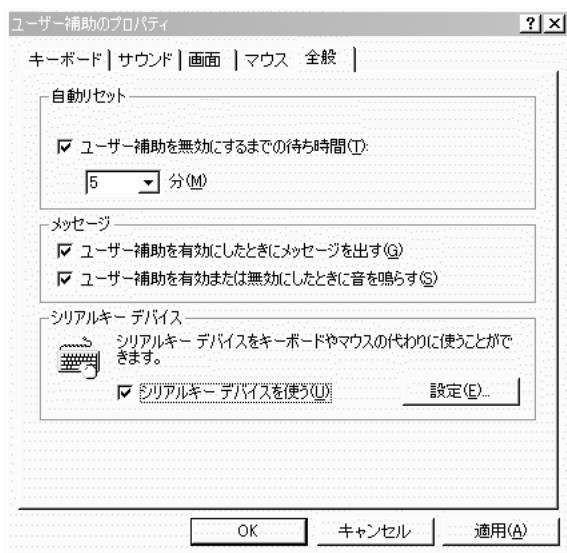 ユーザー補助のプロパティ
キーボード サウンド 画面 マウス 全般
自動リセット
ユーザー補助を無効にするまでの待ち時間(T):
5 分(M)
メッセージ
ユーザー補助を有効にしたときにメッセージを出す(G)
ユーザー補助を有効または無効にしたときに音を鳴らす(S)
シリアルキー デバイス
シリアルキー デバイスをキーボードやマウスの代わりに使うことがで
きます。
シリアルキー デバイスを使う(U) 設定(E)...
OK キャンセル 適用(A)